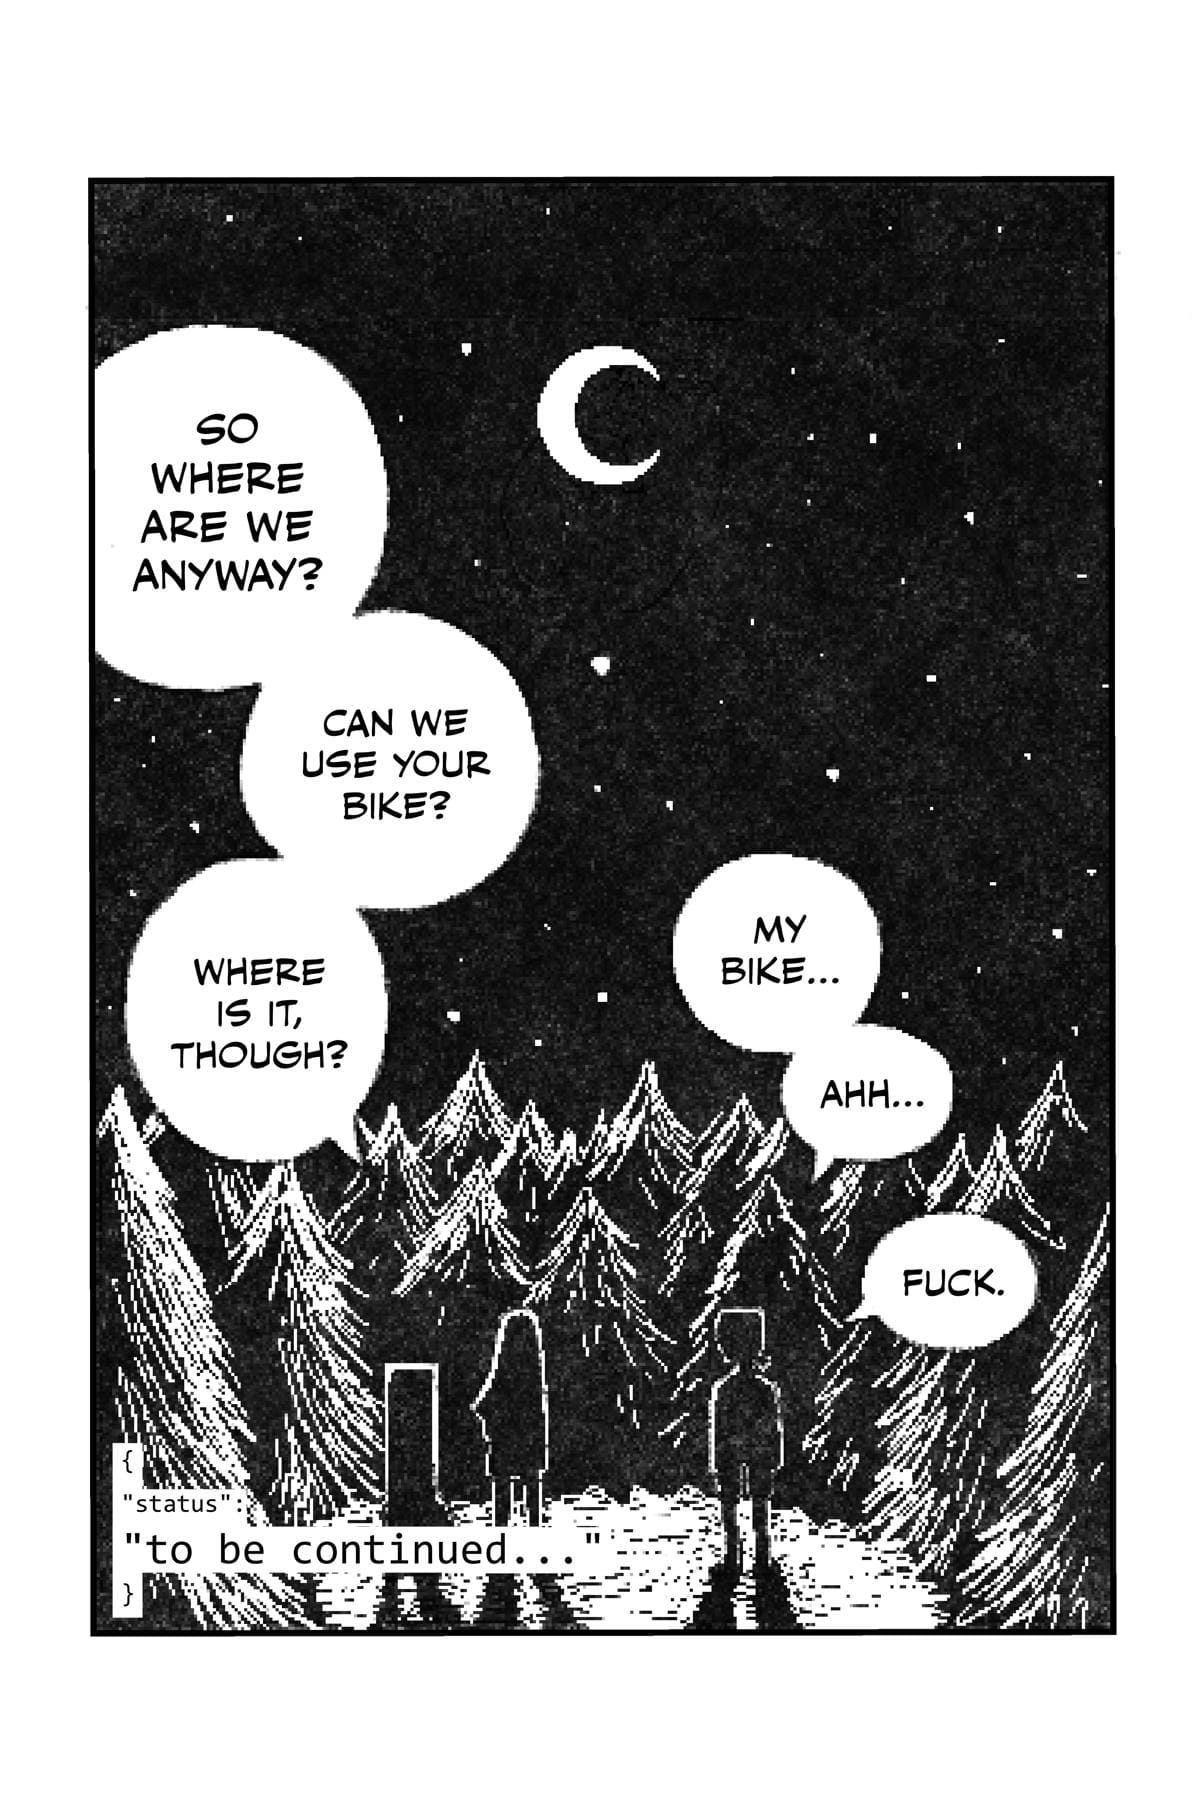 SO
WHERE
ARE WE
ANYWAY?
CAN WE
USE YOUR
BIKE?
WHERE
IS IT,
THOUGH?
MY
BIKE...
AHH...
FUCK.
{
"status":
"to be continued..."
}